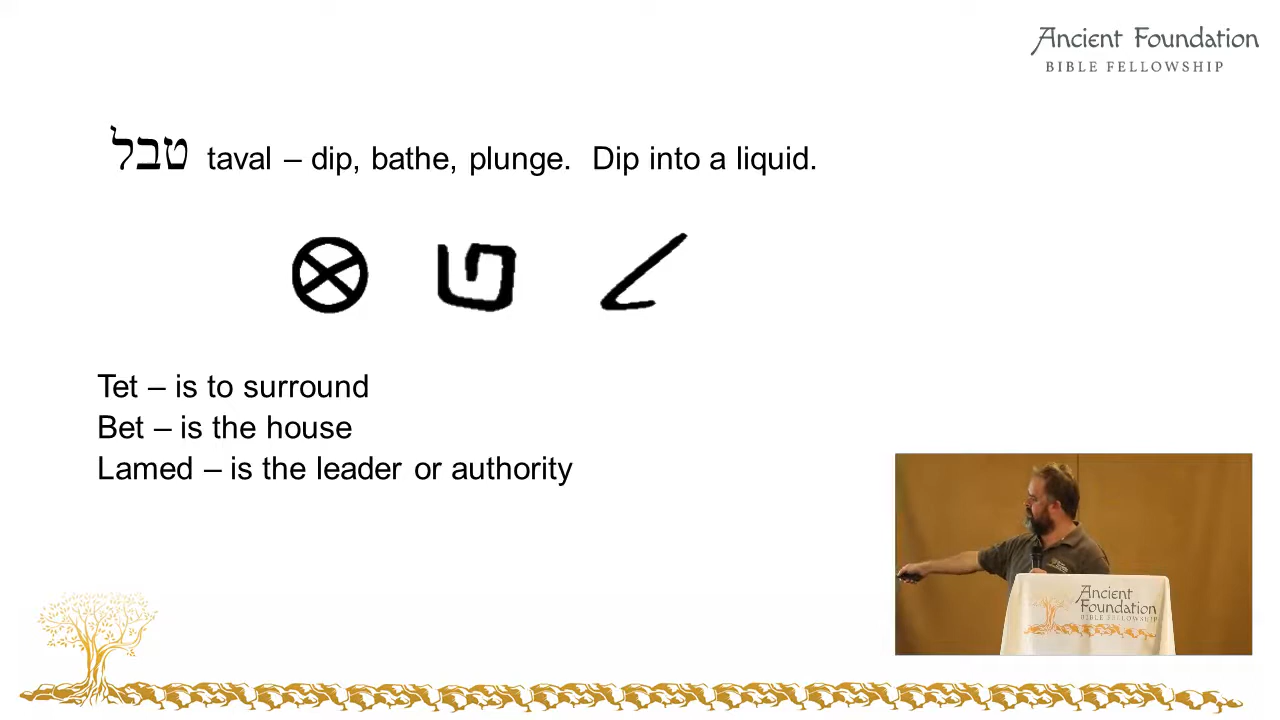 Ancient Foundation
BIBLE FELLOWSHIP
טבל taval – dip, bathe, plunge. Dip into a liquid.
Tet – is to surround
Bet – is the house
Lamed – is the leader or authority
Ancient
Foundation
BIBLE FELLOWSHIP